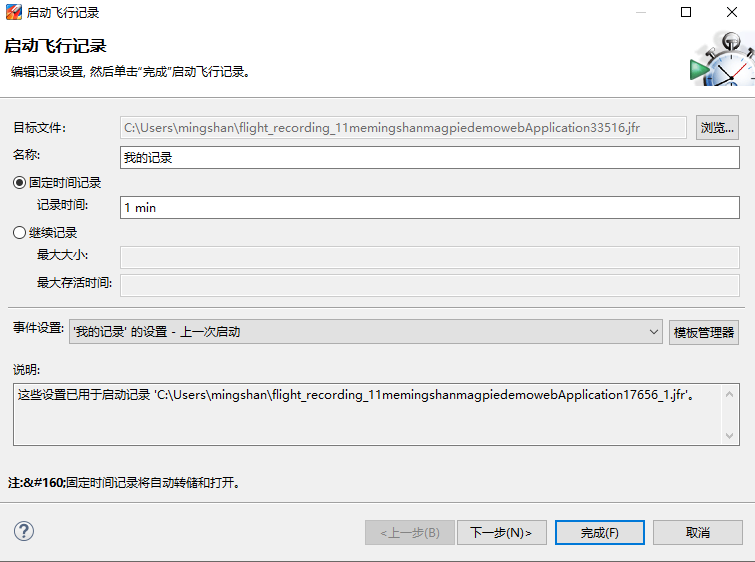 启动飞行记录
启动飞行记录
编辑记录设置, 然后单击“完成”启动飞行记录。
目标文件: C:\Users\mingshan\flight_recording_11memingshanmagpiedemowebApplication33516.jfr 浏览...
名称: 我的记录
固定时间记录
记录时间: 1 min
继续记录
最大大小:
最大存活时间:
事件设置: '我的记录' 的设置 - 上一次启动 模板管理器
说明:
这些设置已用于启动记录 'C:\Users\mingshan\flight_recording_11memingshanmagpiedemowebApplication17656_1.jfr'。
注:&#160;固定时间记录将自动转储和打开。
<上一步(B) 下一步(N)> 完成(F) 取消